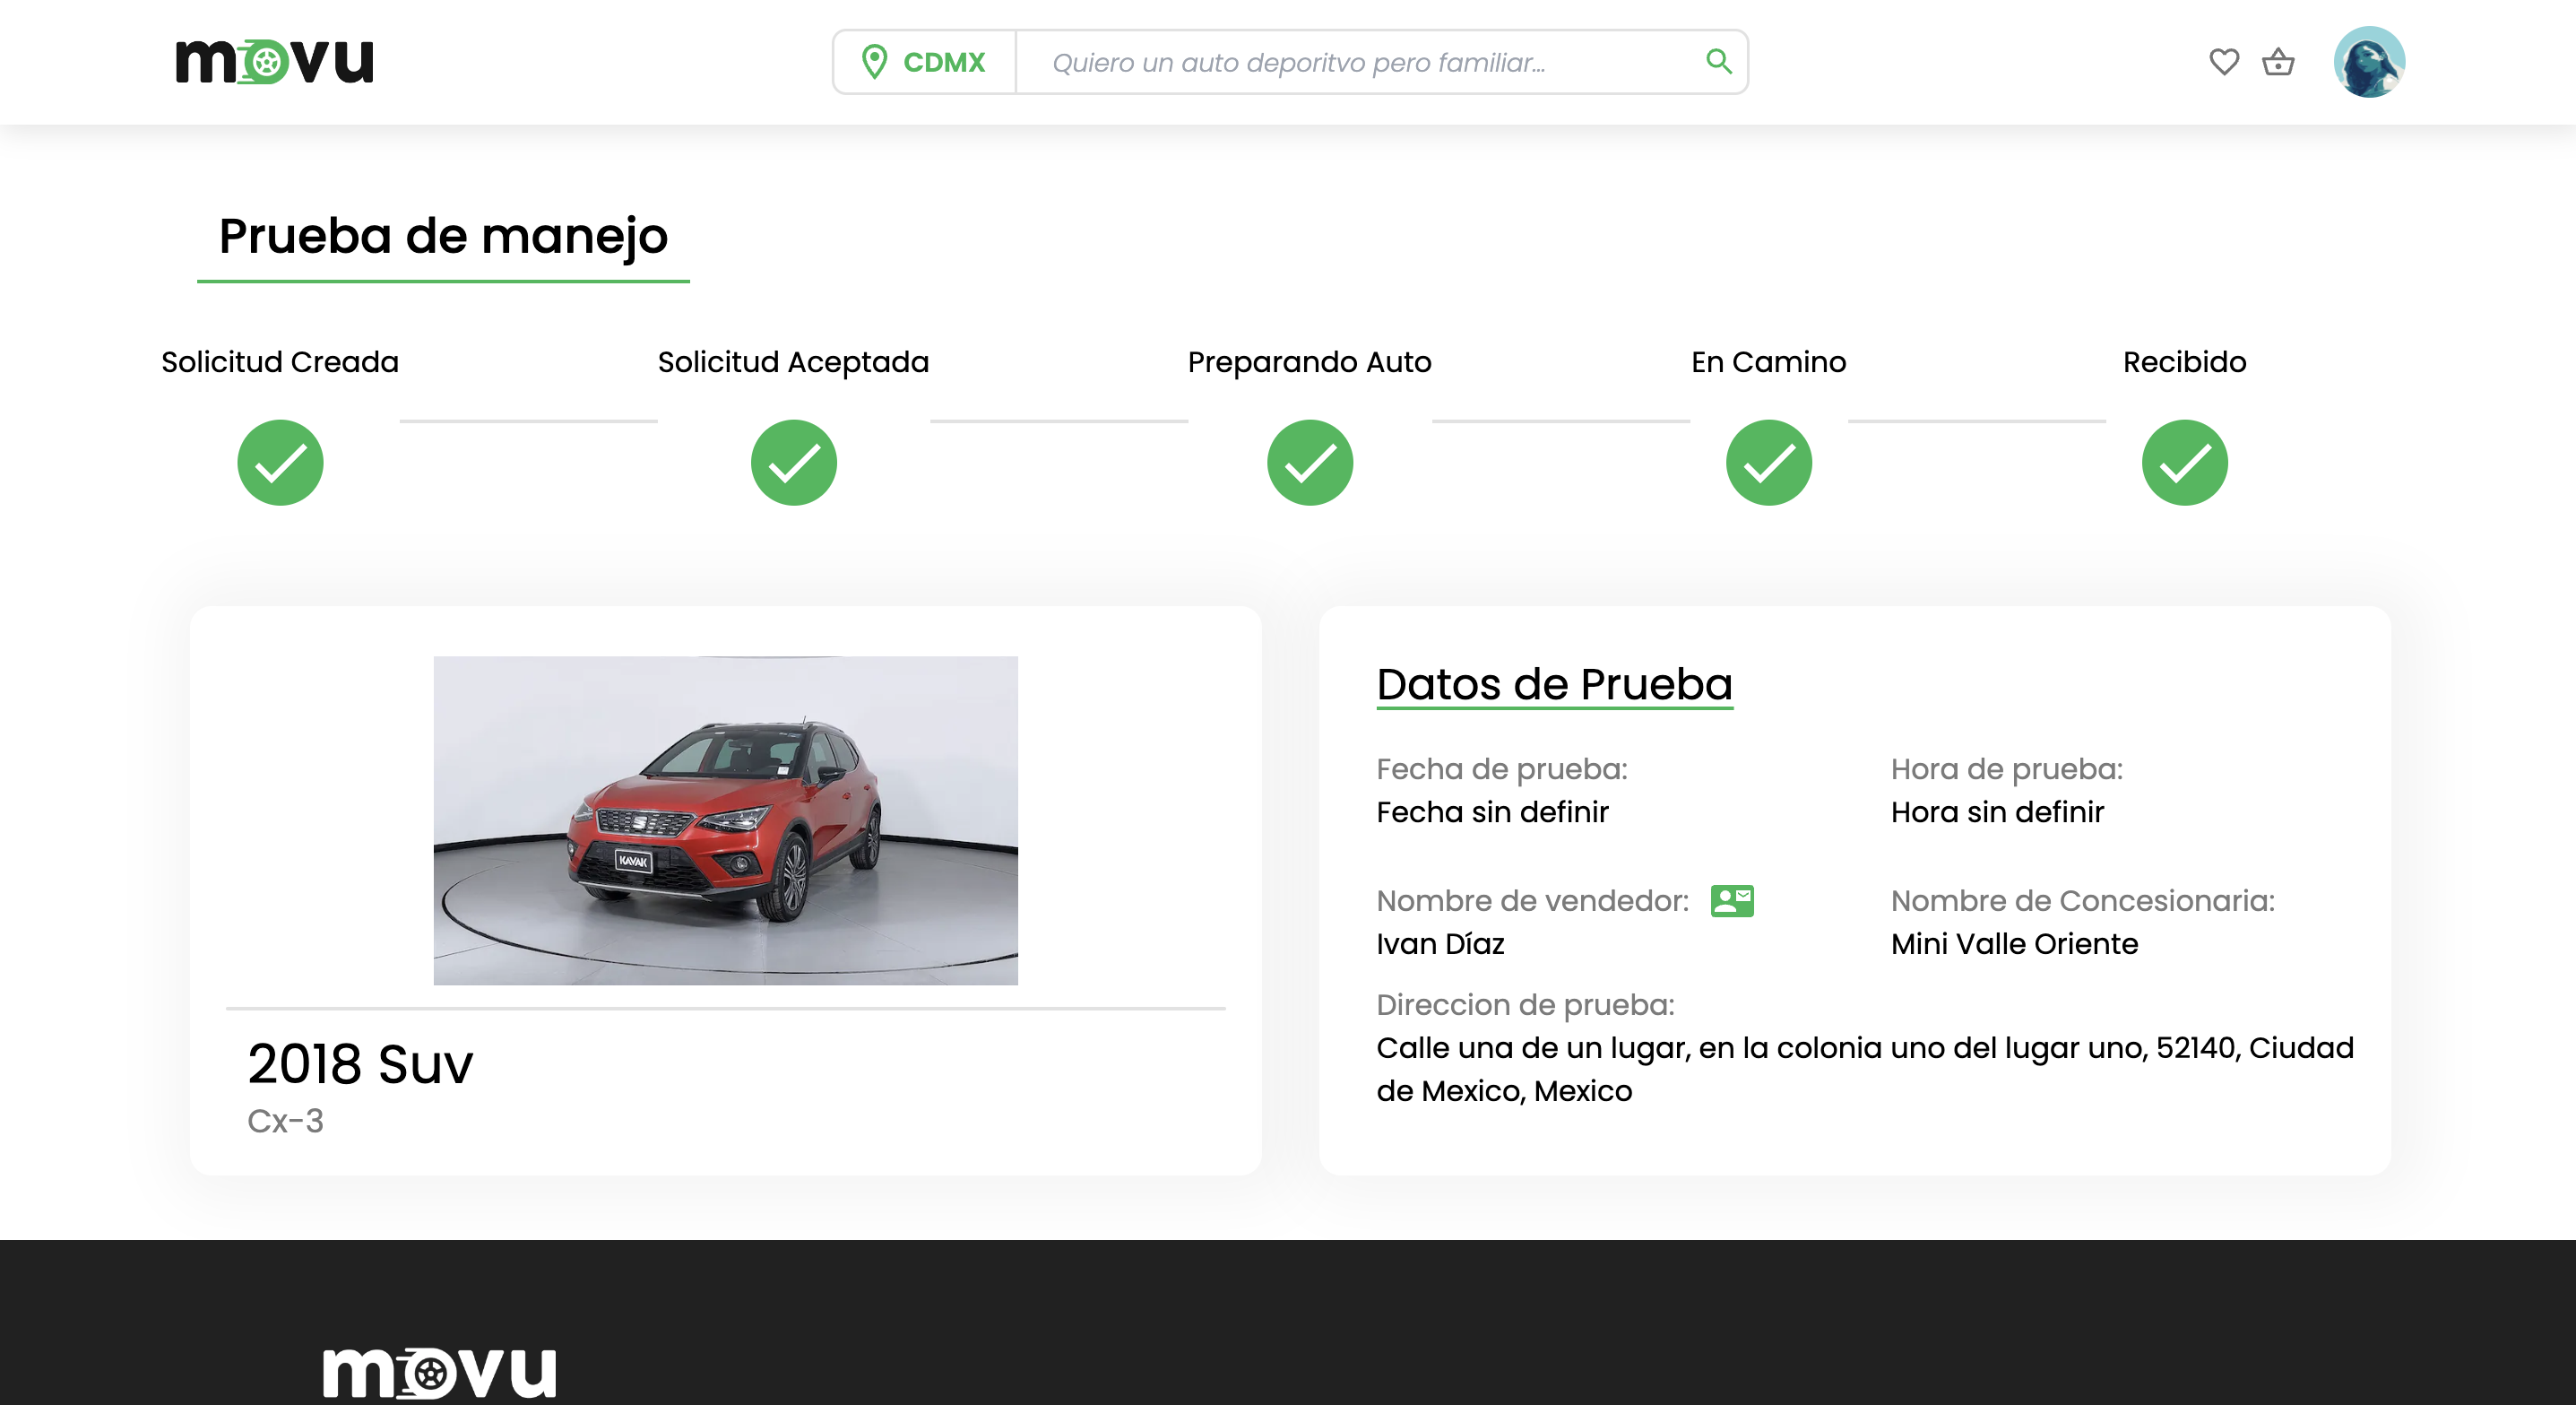 movu
CDMX
Quiero un auto deporitvo pero familiar...
Prueba de manejo
Solicitud Creada
Solicitud Aceptada
Preparando Auto
En Camino
Recibido
KAVAK
2018 Suv
Cx-3
Datos de Prueba
Fecha de prueba:
Fecha sin definir
Hora de prueba:
Hora sin definir
Nombre de vendedor:
Ivan Díaz
Nombre de Concesionaria:
Mini Valle Oriente
Direccion de prueba:
Calle una de un lugar, en la colonia uno del lugar uno, 52140, Ciudad
de Mexico, Mexico
movu